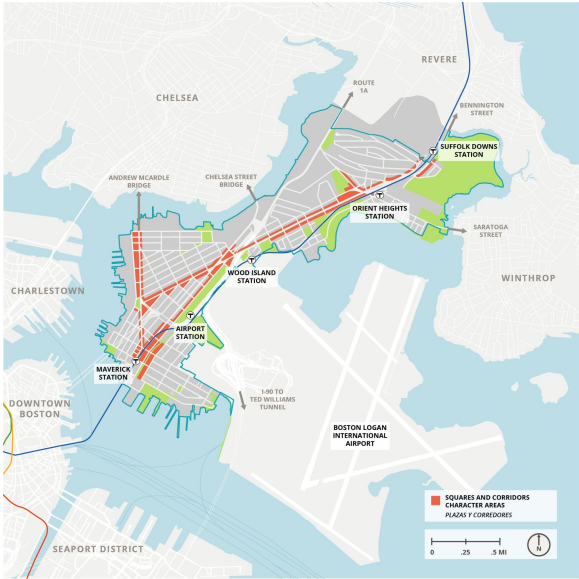 REVERE
CHELSEA
ROUTE
1A
BENNINGTON
STREET
SUFFOLK DOWNS
STATION
ANDREW MCARDLE
BRIDGE
CHELSEA STREET
BRIDGE
ORIENT HEIGHTS
STATION
SARATOGA
STREET
WOOD ISLAND
STATION
WINTHROP
CHARLESTOWN
AIRPORT
STATION
MAVERICK
STATION
I-90 TO
TED WILLIAMS
TUNNEL
DOWNTOWN
BOSTON
BOSTON LOGAN
INTERNATIONAL
AIRPORT
SQUARES AND CORRIDORS
CHARACTER AREAS
PLAZAS Y CORREDORES
SEAPORT DISTRICT
0 .25 .5 MI
N
T
T
T
T
T